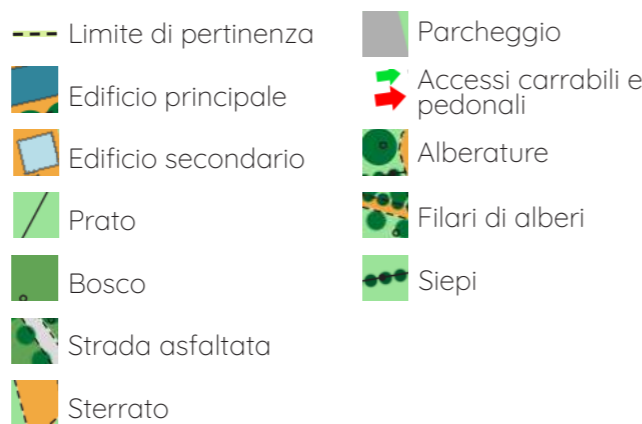 Limite di pertinenza
Edificio principale
Edificio secondario
Prato
Bosco
Strada asfaltata
Sterrato
Parcheggio
Accessi carrabili e
pedonali
Alberature
Filari di alberi
Siepi